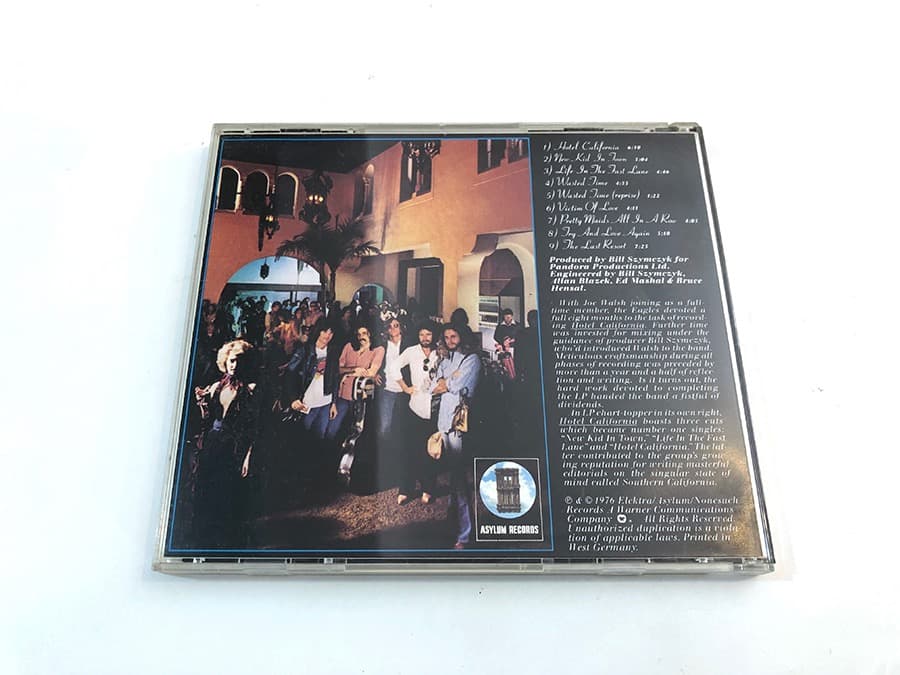 1) Hotel California 6:30
2) New Kid In Town 5:04
3) Life In The Fast Lane 4:46
4) Wasted Time 4:55
5) Wasted Time (reprise) 1:22
6) Victim Of Love 4:11
7) Pretty Maids All In A Row 4:05
8) Try And Love Again 5:10
9) The Last Resort 7:25
Produced by Bill Szymczyk for
Pandora Productions Ltd.
Engineered by Bill Szymczyk,
Allan Blazek, Ed Mashal & Bruce
Hensal.
With Joe Walsh joining as a full-
time member, the Eagles devoted a
full eight months to the task of record-
ing Hotel California. Further time
was invested for mixing under the
guidance of producer Bill Szymczyk,
who'd introduced Walsh to the band.
Meticulous craftsmanship during all
phases of recording was preceded by
more than a year and a half of reflec-
tion and writing. As it turns out, the
hard work devoted to completing
the LP handed the band a fistful of
dividends.
An LP chart-topper in its own right,
Hotel California boasts three cuts
which became number one singles:
"New Kid In Town," "Life In The Fast
Lane" and "Hotel California." The lat-
ter contributed to the group's grow-
ing reputation for writing masterful
editorials on the singular state of
mind called Southern California.
℗ & © 1976 Elektra/Asylum/Nonesuch
Records A Warner Communications
Company. All Rights Reserved.
Unauthorized duplication is a viola-
tion of applicable laws. Printed in
West Germany.
ASYLUM RECORDS